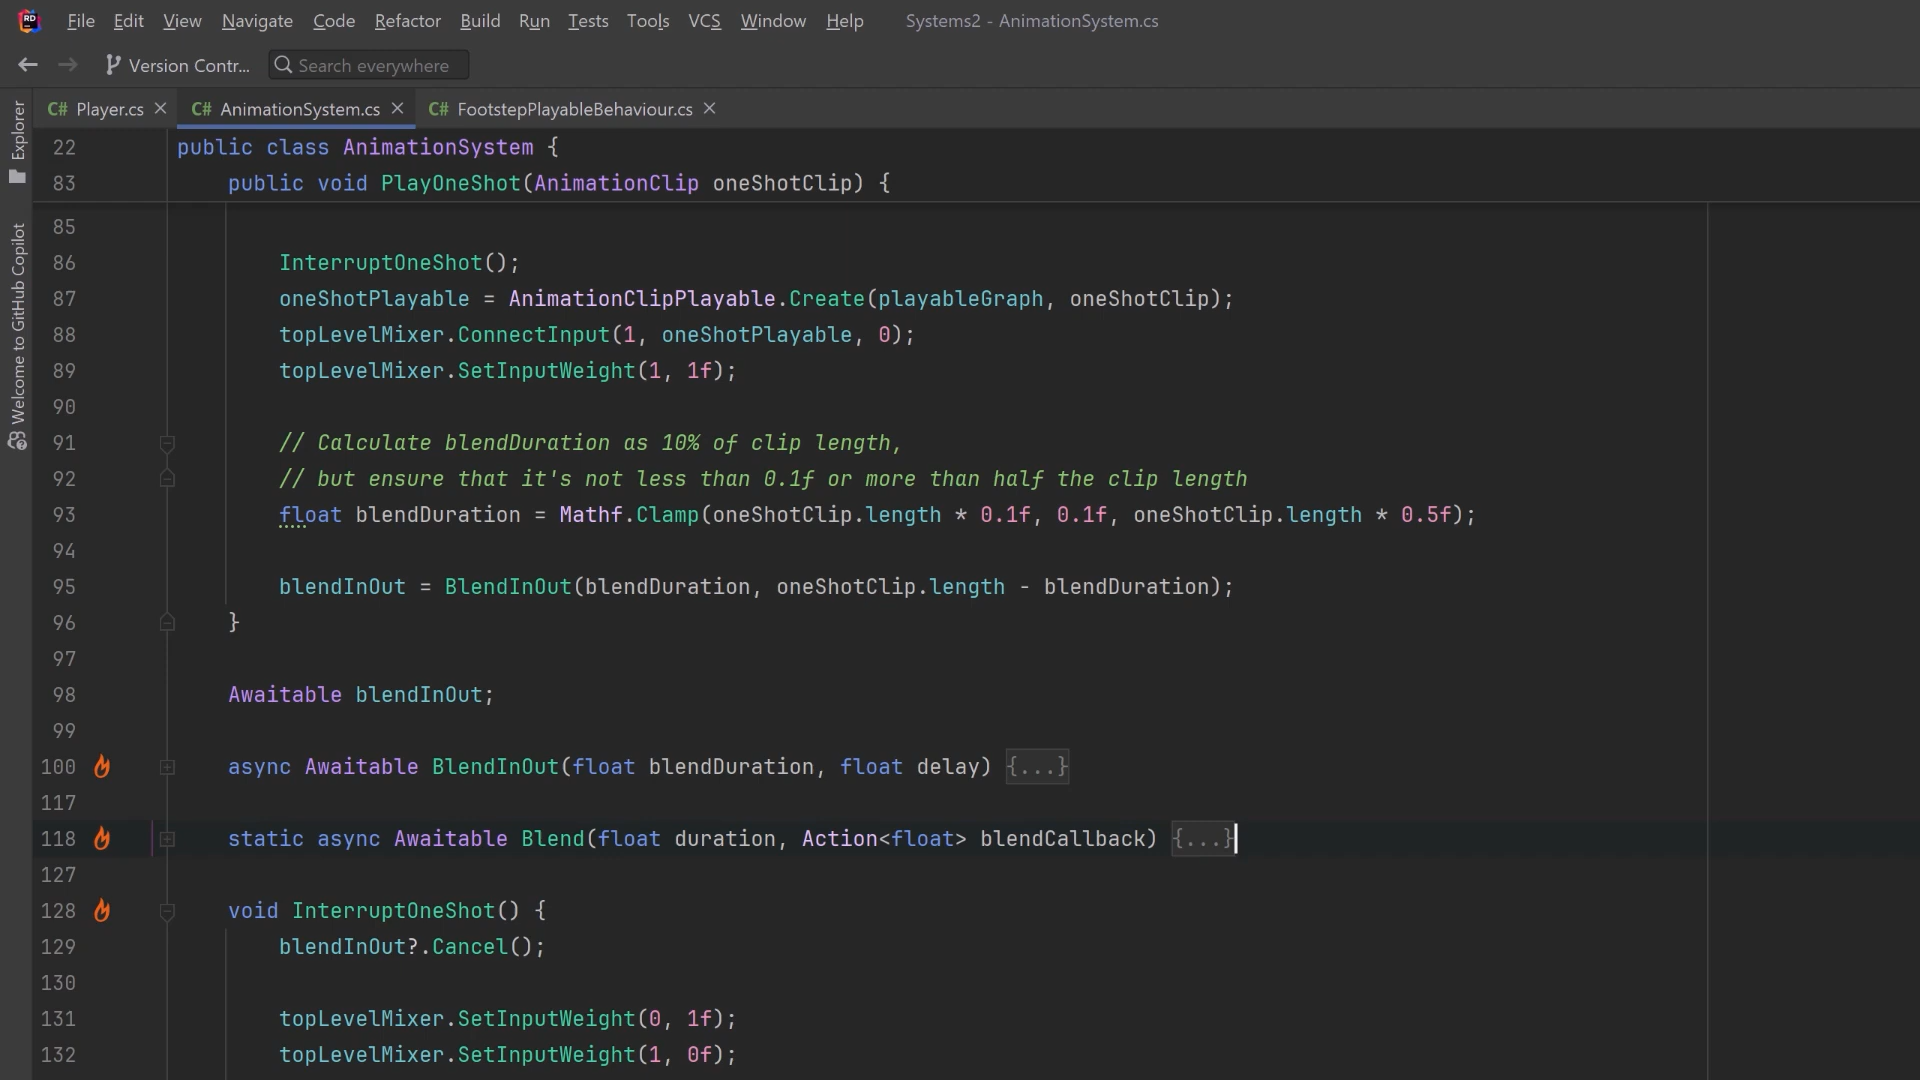 RD File Edit View Navigate Code Refactor Build Run Tests Tools VCS Window Help Systems2 - AnimationSystem.cs
Version Contr... Search everywhere
C# Player.cs C# AnimationSystem.cs C# FootstepPlayableBehaviour.cs
Explorer
Welcome to GitHub Copilot
22 public class AnimationSystem {
83 public void PlayOneShot(AnimationClip oneShotClip) {
85
86 InterruptOneShot();
87 oneShotPlayable = AnimationClipPlayable.Create(playableGraph, oneShotClip);
88 topLevelMixer.ConnectInput(1, oneShotPlayable, 0);
89 topLevelMixer.SetInputWeight(1, 1f);
90
91 // Calculate blendDuration as 10% of clip length,
92 // but ensure that it's not less than 0.1f or more than half the clip length
93 float blendDuration = Mathf.Clamp(oneShotClip.length * 0.1f, 0.1f, oneShotClip.length * 0.5f);
94
95 blendInOut = BlendInOut(blendDuration, oneShotClip.length - blendDuration);
96 }
97
98 Awaitable blendInOut;
99
100 async Awaitable BlendInOut(float blendDuration, float delay) {...}
117
118 static async Awaitable Blend(float duration, Action<float> blendCallback) {...}
127
128 void InterruptOneShot() {
129 blendInOut?.Cancel();
130
131 topLevelMixer.SetInputWeight(0, 1f);
132 topLevelMixer.SetInputWeight(1, 0f);